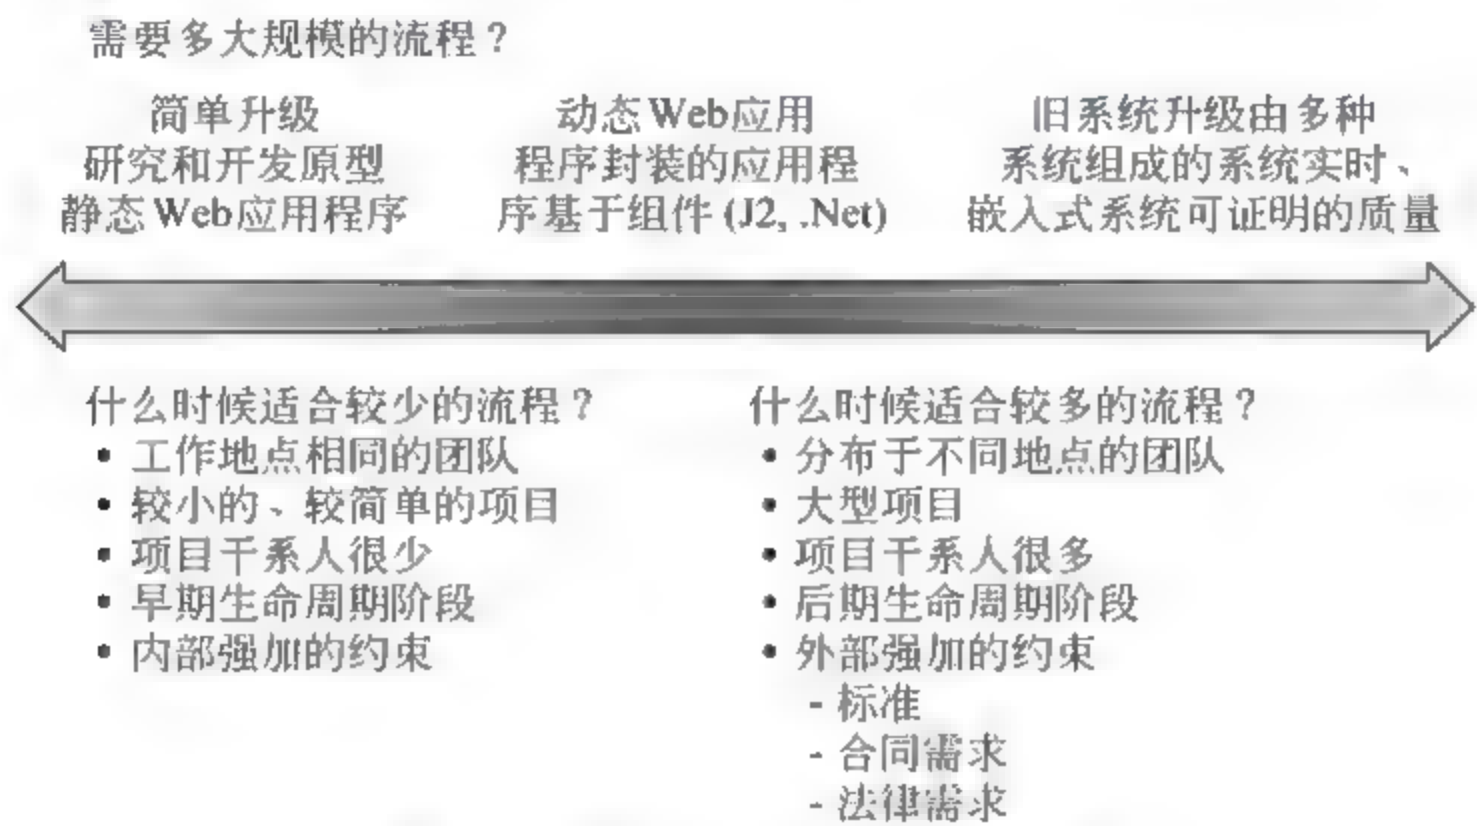 需要多大规模的流程？
简单升级
研究和开发原型
静态Web应用程序
动态Web应用
程序封装的应用程
序基于组件 (J2, .Net)
旧系统升级由多种
系统组成的系统实时、
嵌入式系统可证明的质量
什么时候适合较少的流程？
• 工作地点相同的团队
• 较小的、较简单的项目
• 项目干系人很少
• 早期生命周期阶段
• 内部强加的约束
什么时候适合较多的流程？
• 分布于不同地点的团队
• 大型项目
• 项目干系人很多
• 后期生命周期阶段
• 外部强加的约束
- 标准
- 合同需求
- 法律需求